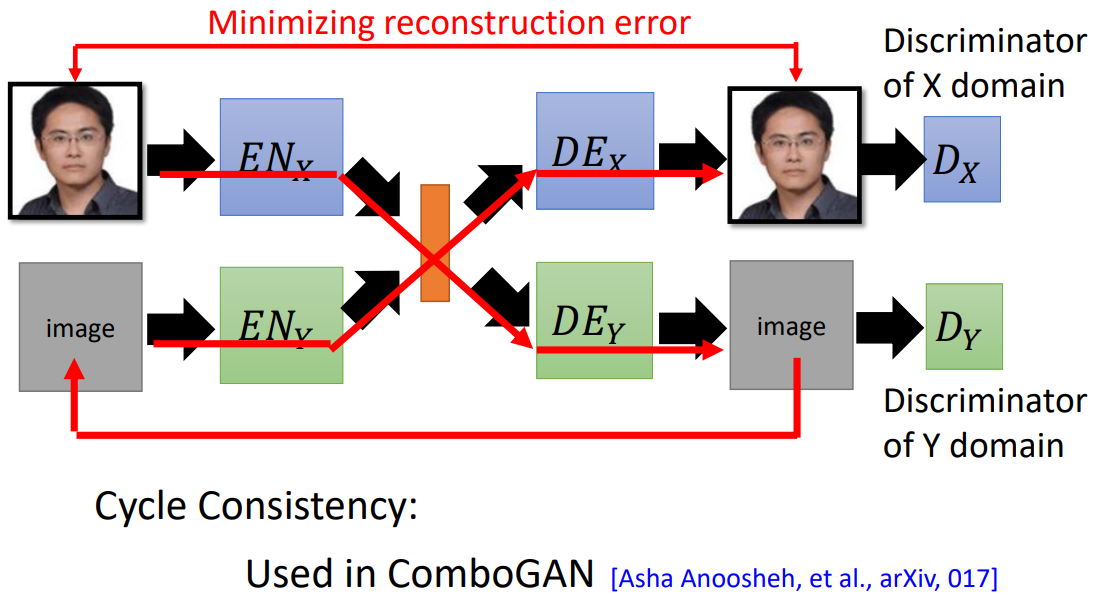 Minimizing reconstruction error
Discriminator
of X domain
EN_X
DE_X
D_X
image
EN_Y
DE_Y
image
D_Y
Discriminator
of Y domain
Cycle Consistency:
Used in ComboGAN [Asha Anoosheh, et al., arXiv, 017]